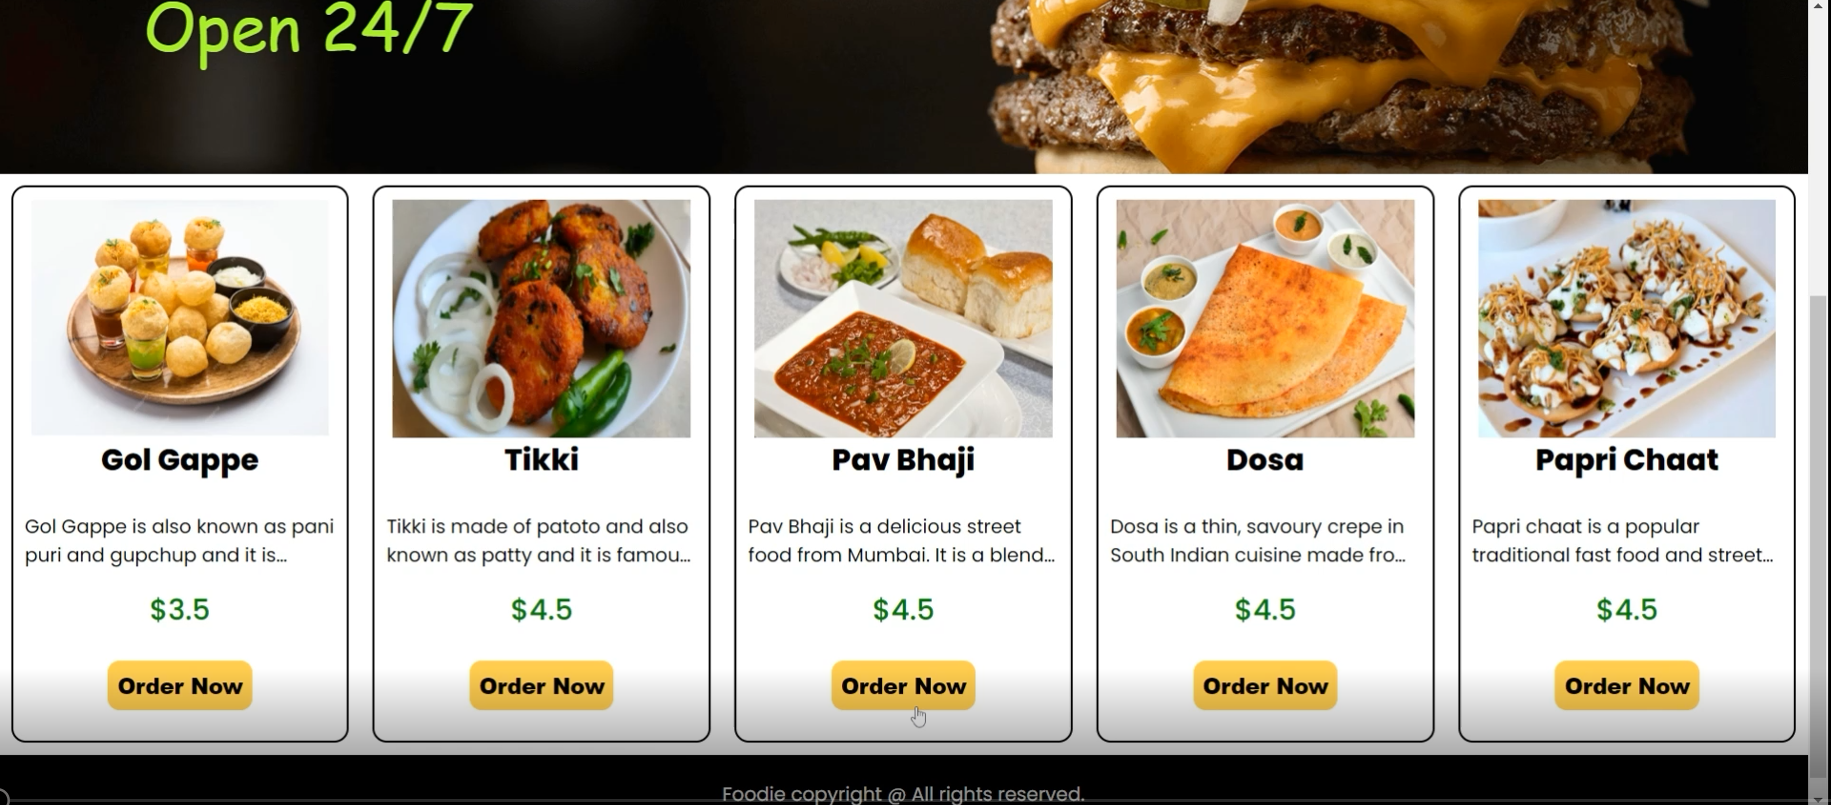 Open 24/7
Gol Gappe
Gol Gappe is also known as pani
puri and gupchup and it is...
$3.5
Order Now
Tikki
Tikki is made of patoto and also
known as patty and it is famou...
$4.5
Order Now
Pav Bhaji
Pav Bhaji is a delicious street
food from Mumbai. It is a blend...
$4.5
Order Now
Dosa
Dosa is a thin, savoury crepe in
South Indian cuisine made fro...
$4.5
Order Now
Papri Chaat
Papri chaat is a popular
traditional fast food and street...
$4.5
Order Now
Foodie copyright @ All rights reserved.